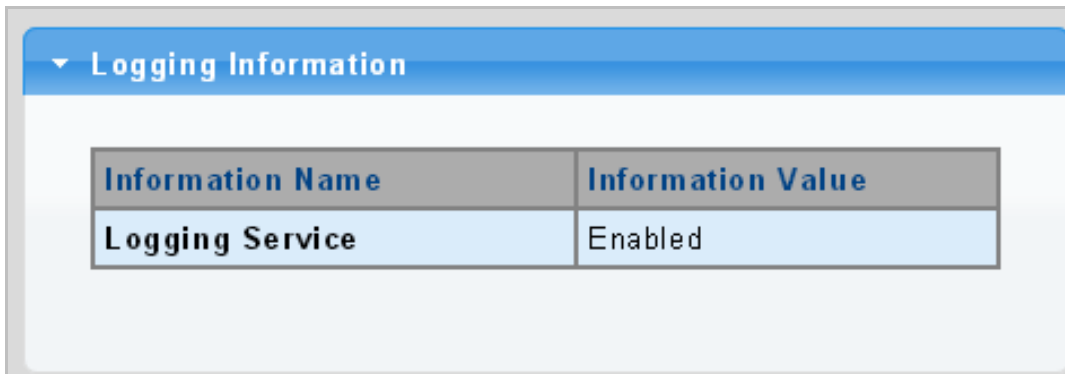 Logging Information
Information Name Information Value
Logging Service Enabled